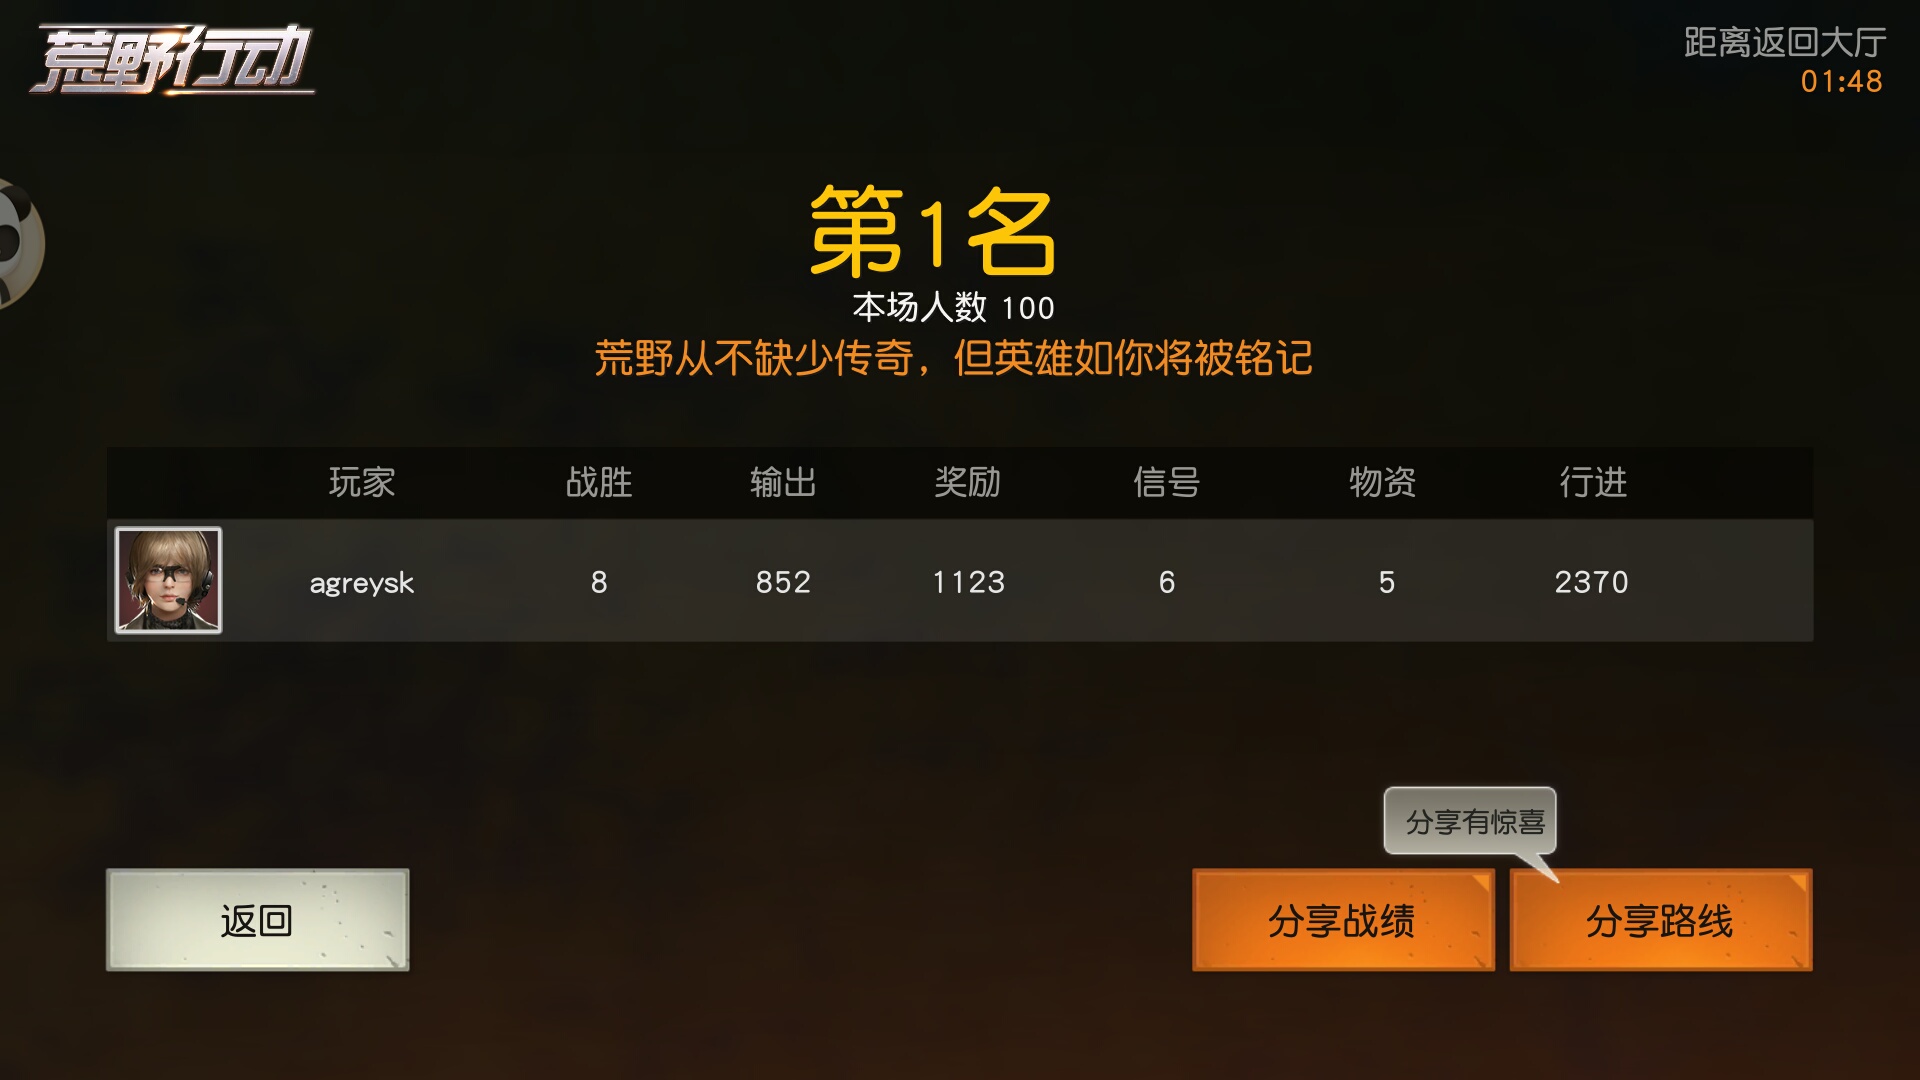 荒野行动
距离返回大厅
01:48
第1名
本场人数 100
荒野从不缺少传奇，但英雄如你将被铭记
玩家 战胜 输出 奖励 信号 物资 行进
agreysk 8 852 1123 6 5 2370
分享有惊喜
返回 分享战绩 分享路线